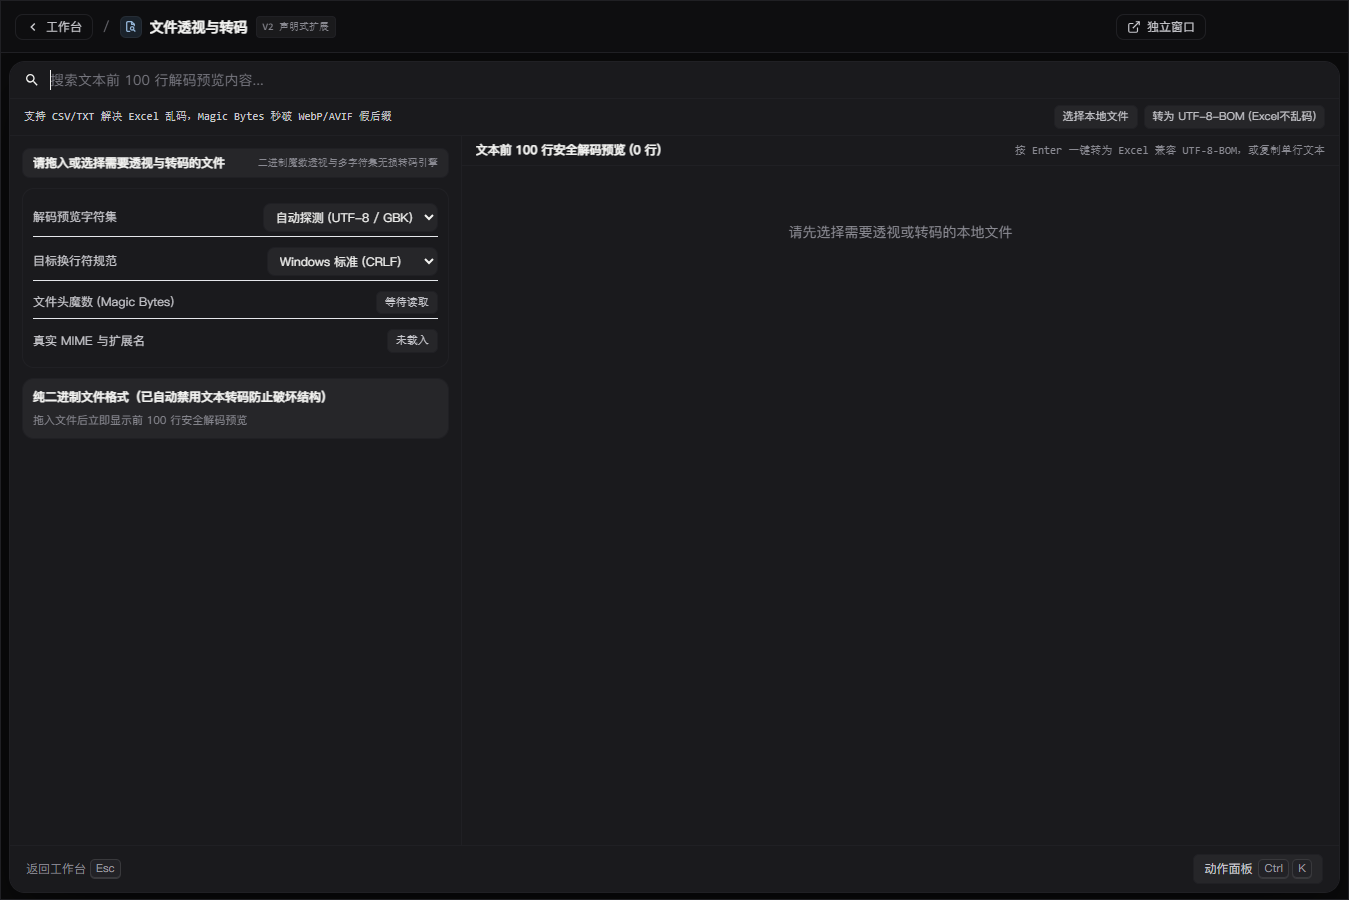 工作台 / 文件透视与转码 V2 声明式扩展 独立窗口
搜索文本前 100 行解码预览内容...
支持 CSV/TXT 解决 Excel 乱码，Magic Bytes 秒破 WebP/AVIF 假后缀 选择本地文件 转为 UTF-8-BOM (Excel不乱码)
请拖入或选择需要透视与转码的文件 二进制魔数透视与多字符集无损转码引擎
文本前 100 行安全解码预览 (0 行) 按 Enter 一键转为 Excel 兼容 UTF-8-BOM，或复制单行文本
解码预览字符集 自动探测 (UTF-8 / GBK)
目标换行符规范 Windows 标准 (CRLF)
文件头魔数 (Magic Bytes) 等待读取
真实 MIME 与扩展名 未载入
纯二进制文件格式（已自动禁用文本转码防止破坏结构）
拖入文件后立即显示前 100 行安全解码预览
请先选择需要透视或转码的本地文件
返回工作台 Esc 动作面板 Ctrl K